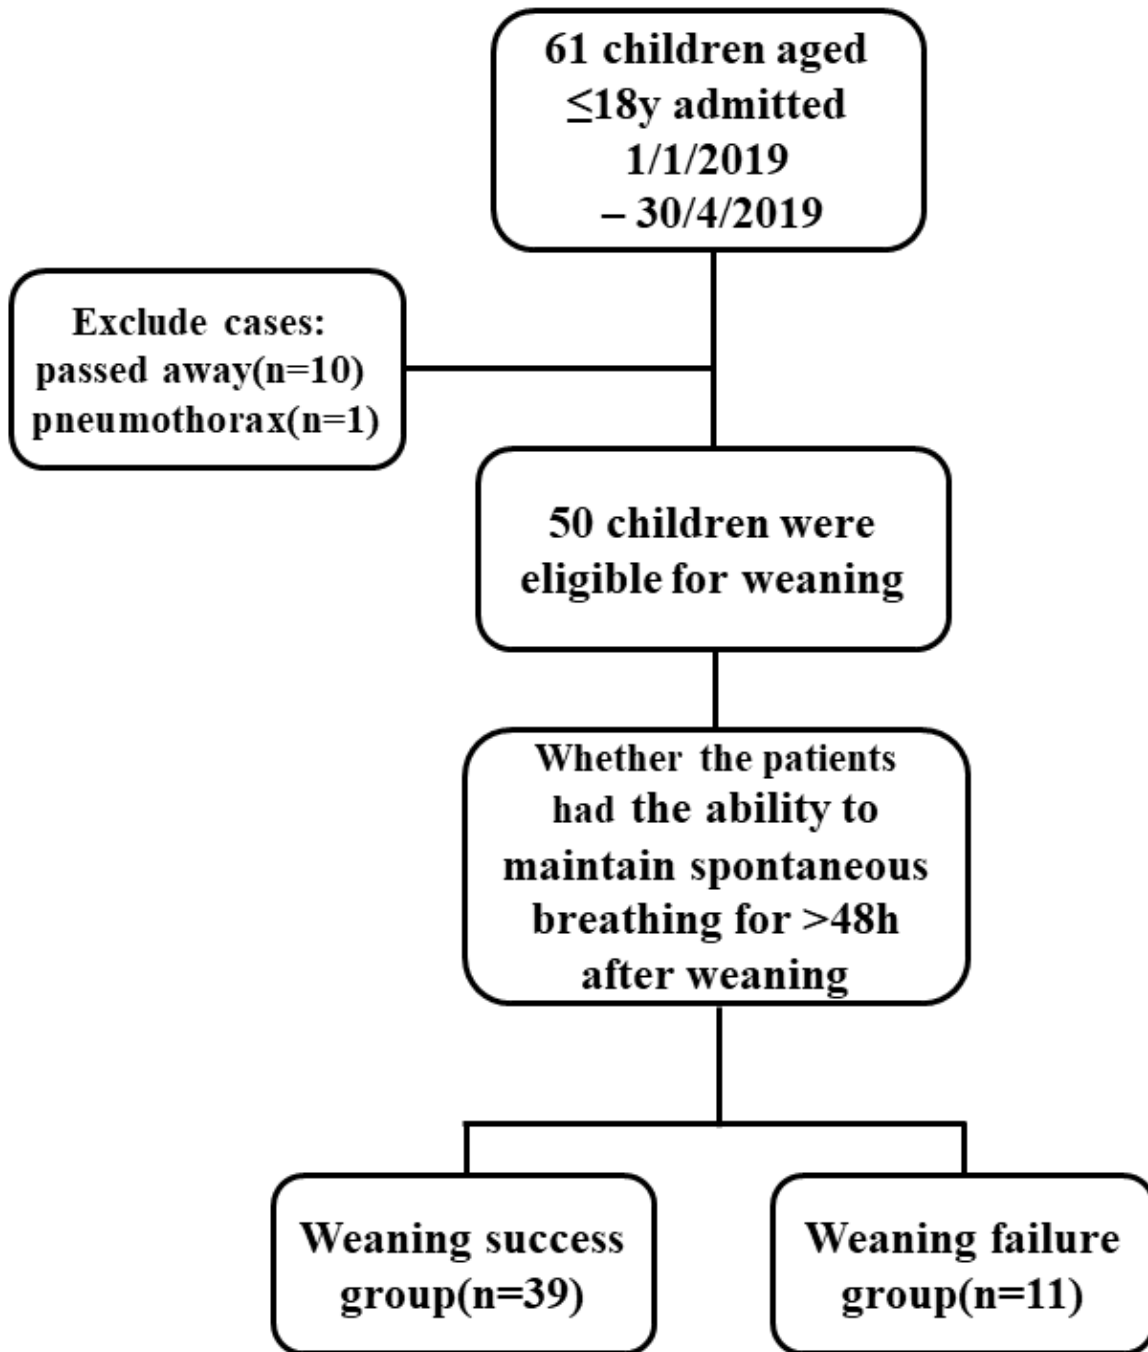 61 children aged
≤18y admitted
1/1/2019
– 30/4/2019
Exclude cases:
passed away(n=10)
pneumothorax(n=1)
50 children were
eligible for weaning
Whether the patients
had the ability to
maintain spontaneous
breathing for >48h
after weaning
Weaning success
group(n=39)
Weaning failure
group(n=11)